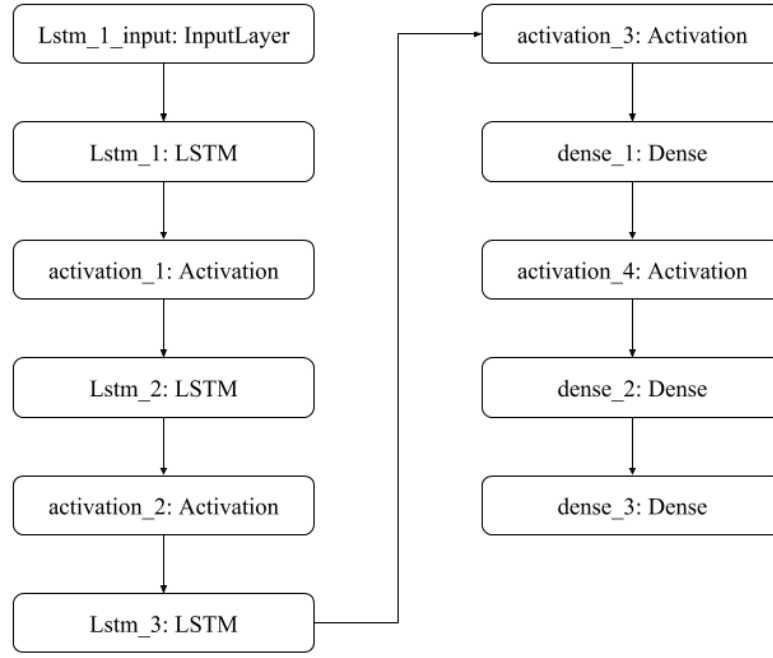 Lstm_1_input: InputLayer
Lstm_1: LSTM
activation_1: Activation
Lstm_2: LSTM
activation_2: Activation
Lstm_3: LSTM
activation_3: Activation
dense_1: Dense
activation_4: Activation
dense_2: Dense
dense_3: Dense